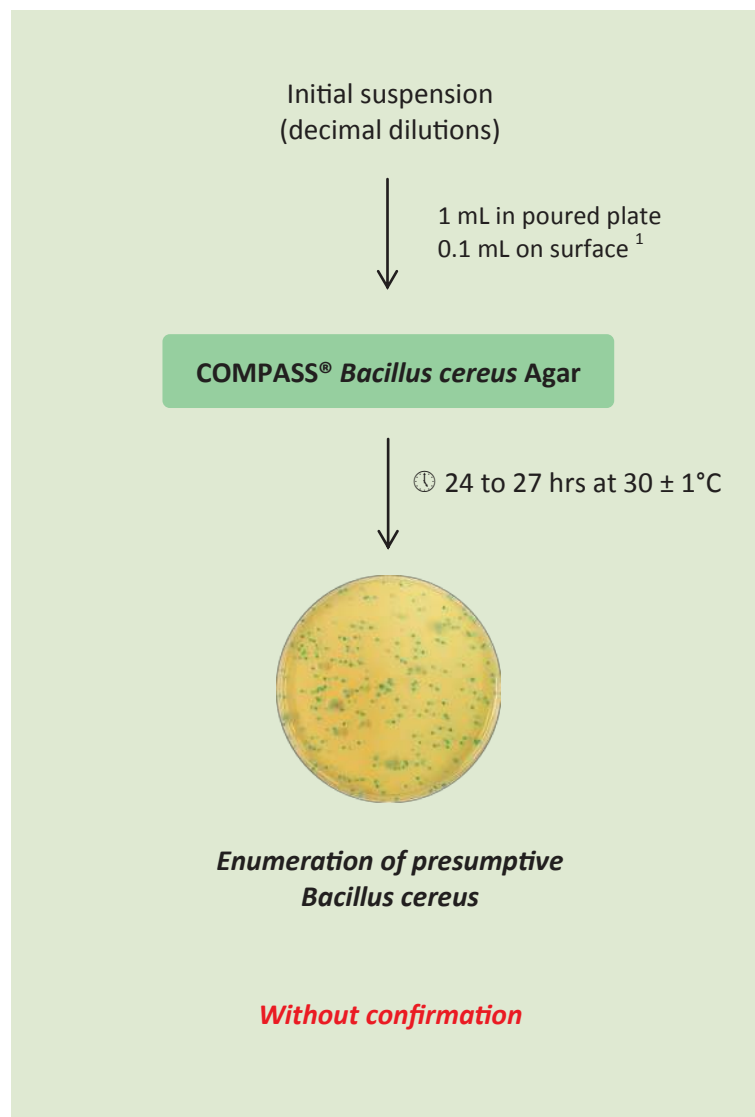 Initial suspension
(decimal dilutions)
1 mL in poured plate
0.1 mL on surface ¹
COMPASS® Bacillus cereus Agar
24 to 27 hrs at 30 ± 1°C
Enumeration of presumptive
Bacillus cereus
Without confirmation